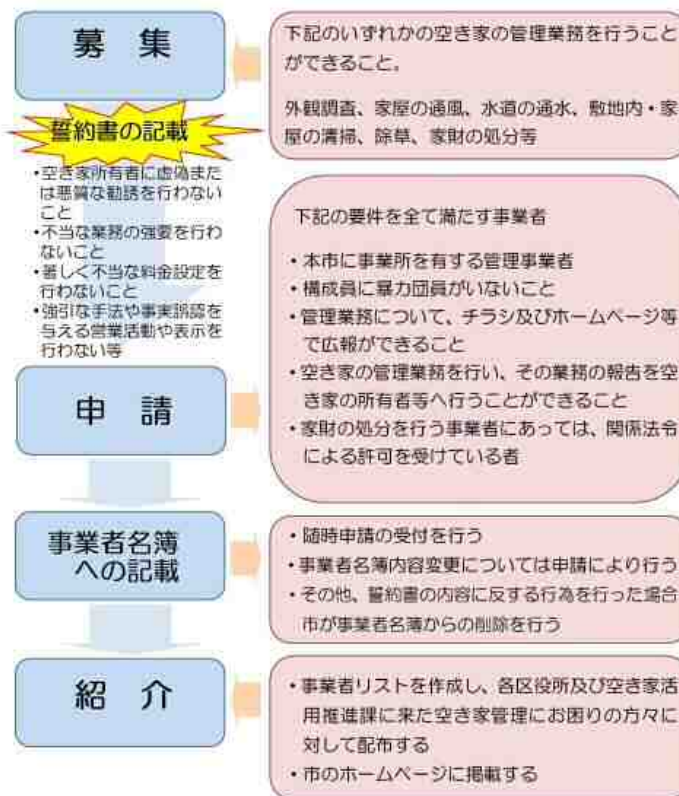 募　集
下記のいずれかの空き家の管理業務を行うこと
ができること。
外観調査、家屋の通風、水道の通水、敷地内・家
屋の清掃、除草、家財の処分等
誓約書の記載
・空き家所有者に虚偽また
は悪質な勧誘を行わない
こと
・不当な業務の強要を行わ
ないこと
・著しく不当な料金設定を
行わないこと
・強引な手法や事実誤認を
与える営業活動や表示を
行わない等
申　請
下記の要件を全て満たす事業者
・本市に事業所を有する管理事業者
・構成員に暴力団員がいないこと
・管理業務について、チラシ及びホームページ等
で広報ができること
・空き家の管理業務を行い、その業務の報告を空
き家の所有者等へ行うことができること
・家財の処分を行う事業者にあっては、関係法令
による許可を受けている者
事業者名簿
への記載
・随時申請の受付を行う
・事業者名簿内容変更については申請により行う
・その他、誓約書の内容に反する行為を行った場合
市が事業者名簿からの削除を行う
紹　介
・事業者リストを作成し、各区役所及び空き家活
用推進課に来た空き家管理にお困りの方々に
対して配布する
・市のホームページに掲載する